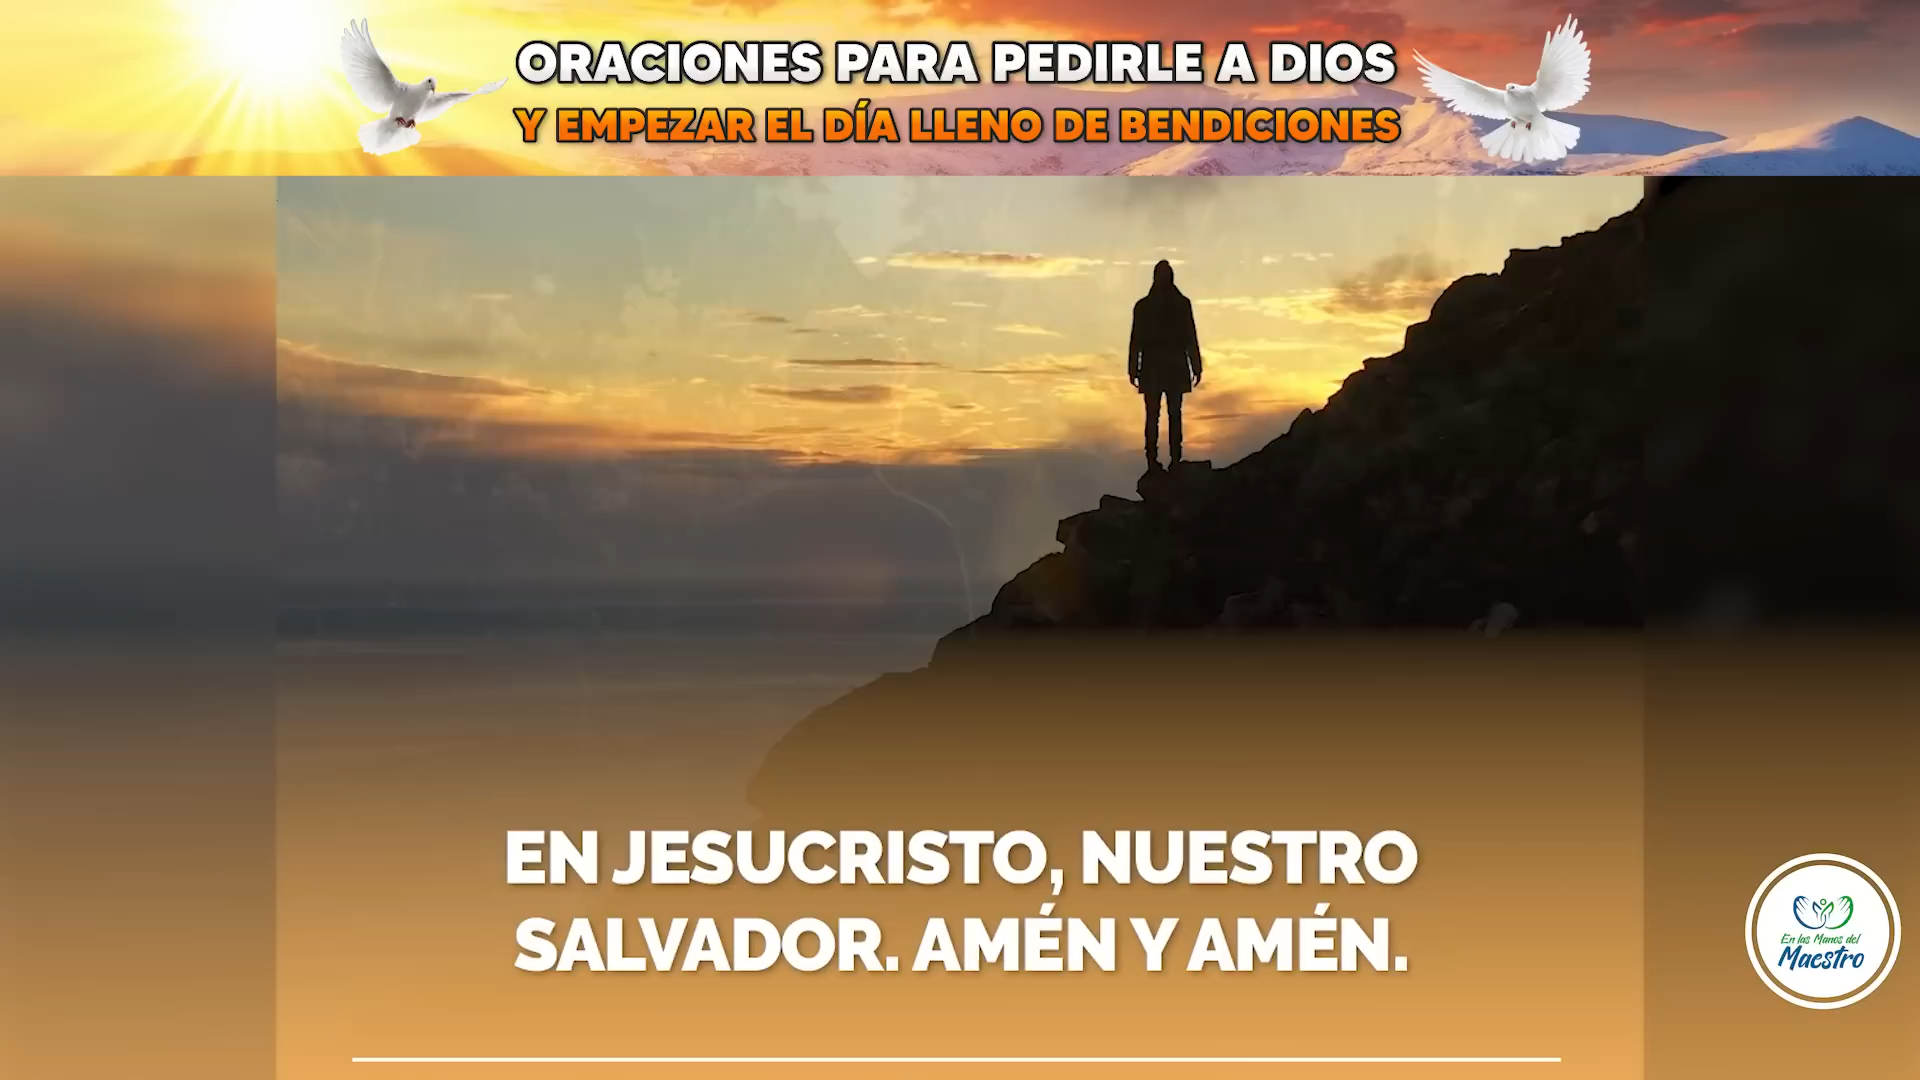 ORACIONES PARA PEDIRLE A DIOS
Y EMPEZAR EL DÍA LLENO DE BENDICIONES
EN JESUCRISTO, NUESTRO
SALVADOR. AMÉN Y AMÉN.
En las Manos del
Maestro